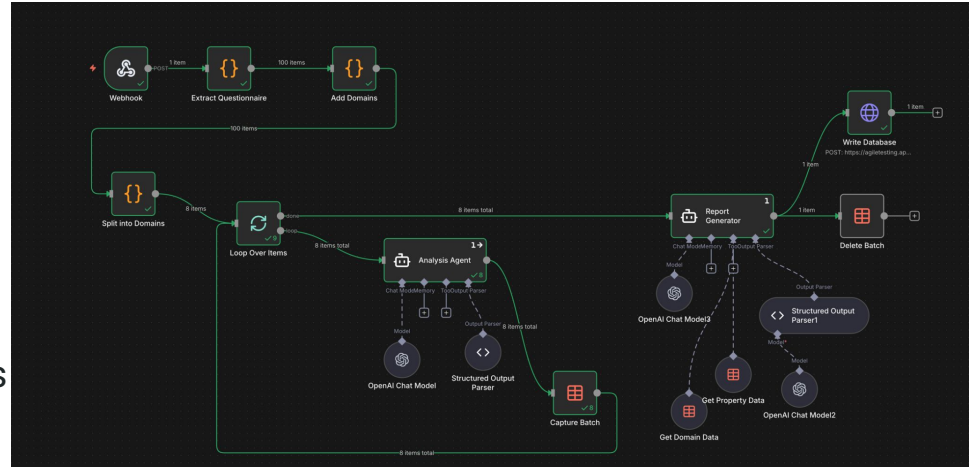 POST
1 item
100 items
Webhook
Extract Questionnaire
Add Domains
100 items
1 item
Write Database
POST: https://agiletesting.ap...
1 item
Split into Domains
8 items
done
loop
9
Loop Over Items
8 items total
8 items total
1
Report
Generator
1 item
Delete Batch
1
Analysis Agent
8
Chat Model
Memory
Tool
Output Parser
Chat Model
Memory
Output Parser
Model
OpenAI Chat Model3
Output Parser
Structured Output
Parser1
Model*
Model
Output Parser
8 items total
OpenAI Chat Model
Structured Output
Parser
Model
8
Capture Batch
Get Property Data
OpenAI Chat Model2
Get Domain Data
8 items total
s